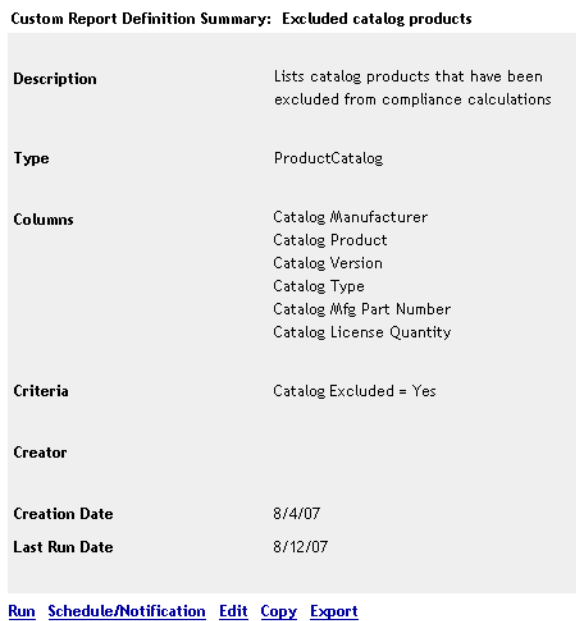 Custom Report Definition Summary: Excluded catalog products
Description Lists catalog products that have been
excluded from compliance calculations
Type ProductCatalog
Columns Catalog Manufacturer
Catalog Product
Catalog Version
Catalog Type
Catalog Mfg Part Number
Catalog License Quantity
Criteria Catalog Excluded = Yes
Creator
Creation Date 8/4/07
Last Run Date 8/12/07
Run Schedule/Notification Edit Copy Export